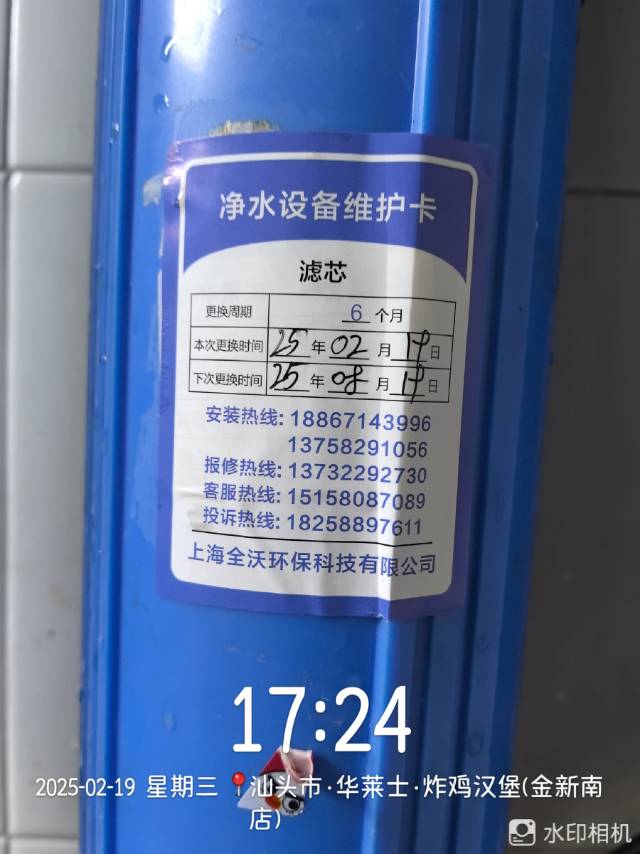 净水设备维护卡
滤芯
更换周期 6 个月
本次更换时间 25 年 02 月 19 日
下次更换时间 25 年 08 月 19 日
安装热线: 18867143996
13758291056
报修热线: 13732292730
客服热线: 15158087089
投诉热线: 18258897611
上海全沃环保科技有限公司
17:24
2025-02-19 星期三 汕头市·华莱士·炸鸡汉堡(金新南
店)
水印相机